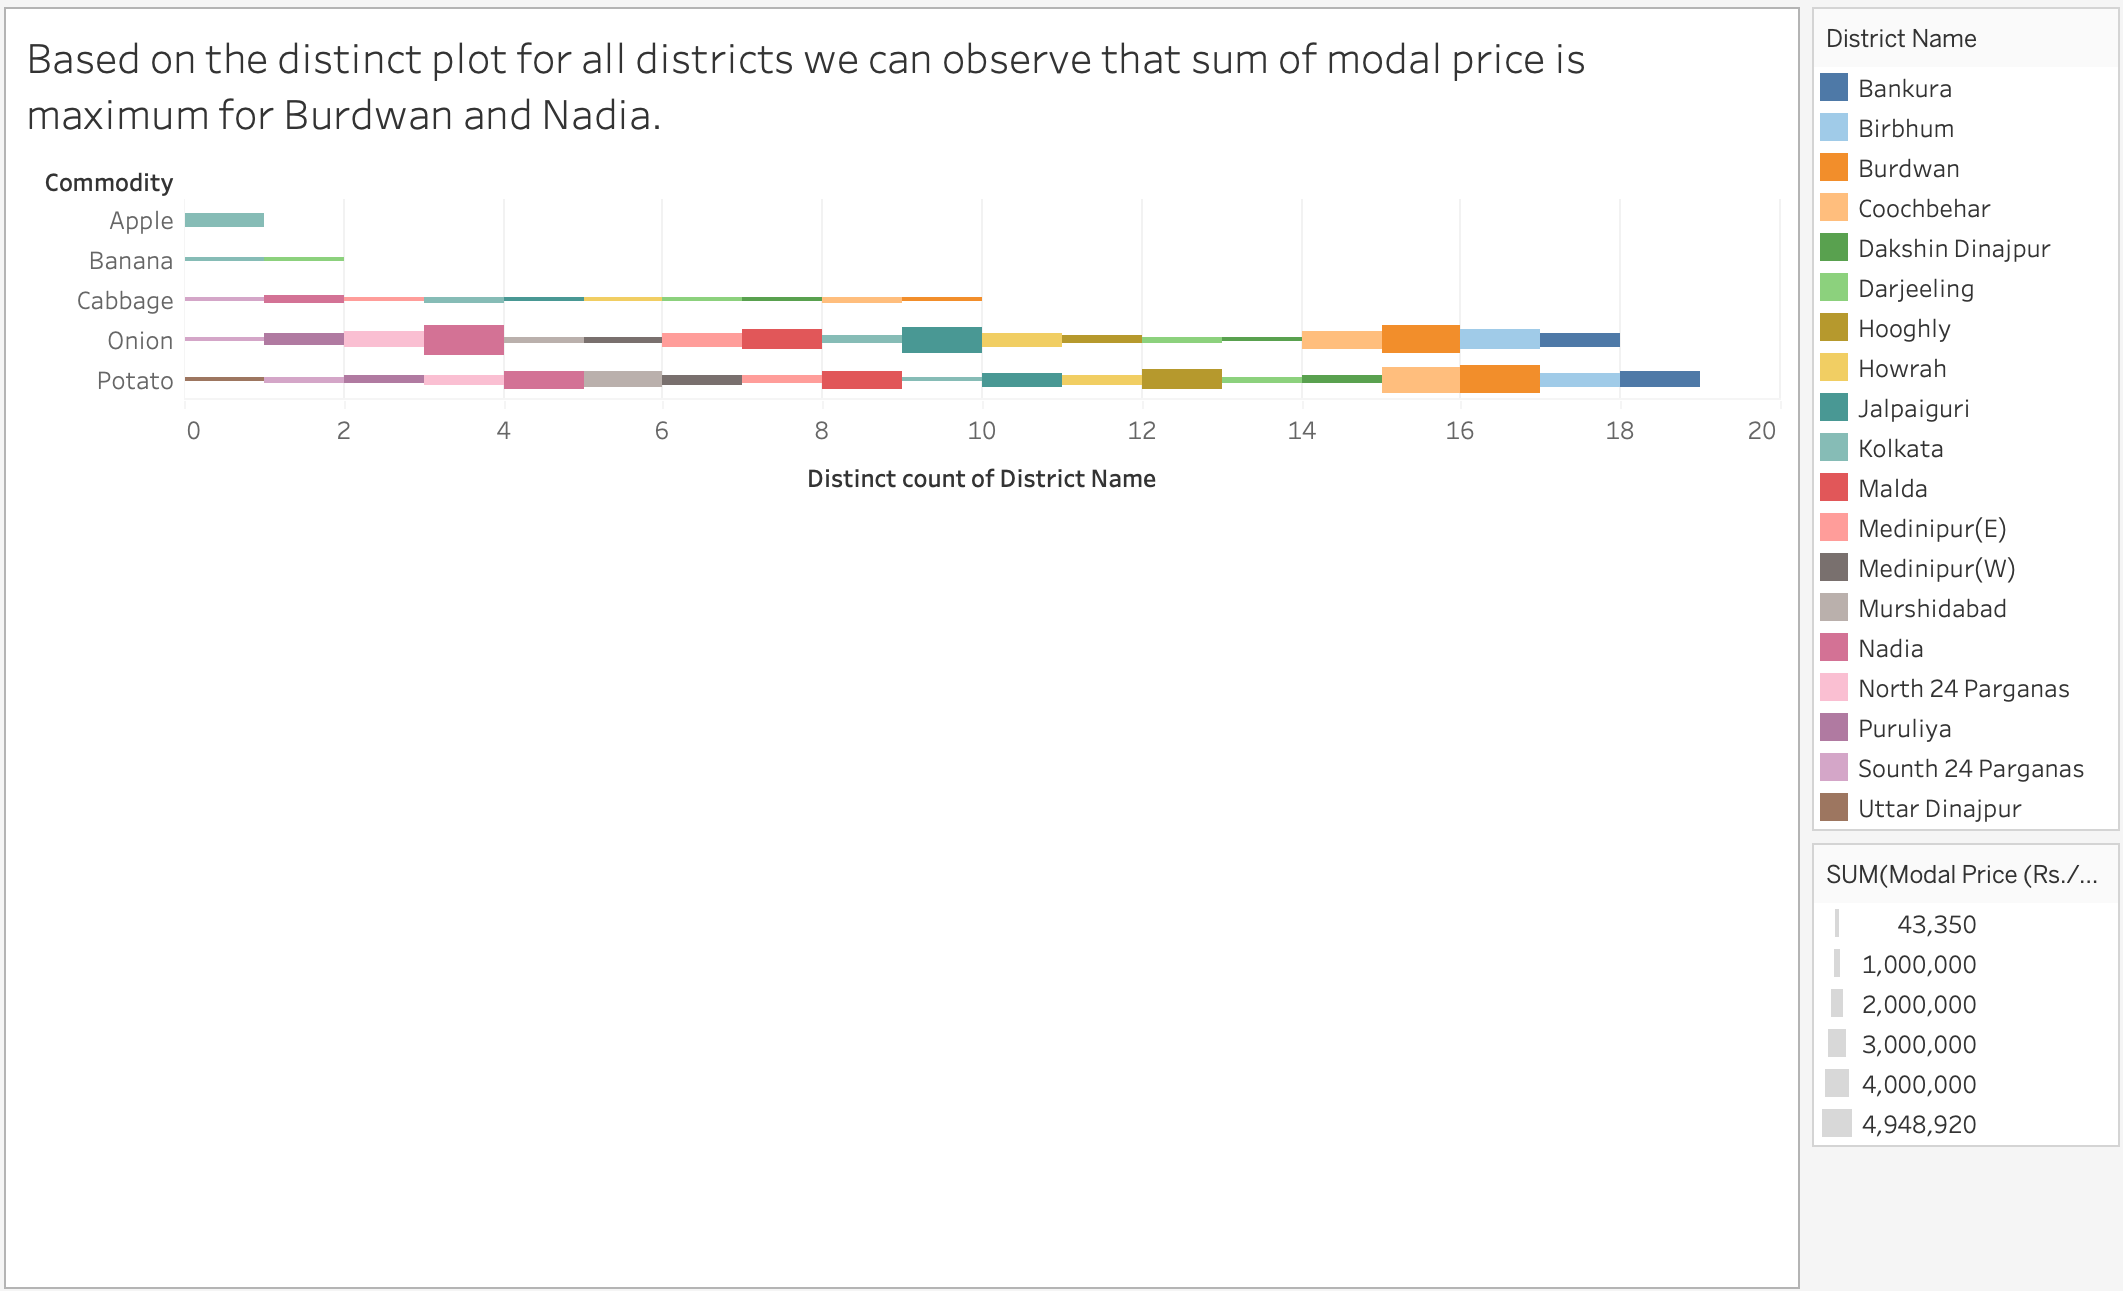 Based on the distinct plot for all districts we can observe that sum of modal price is
maximum for Burdwan and Nadia.
Commodity
Apple
Banana
Cabbage
Onion
Potato
0 2 4 6 8 10 12 14 16 18 20
Distinct count of District Name
District Name
Bankura
Birbhum
Burdwan
Coochbehar
Dakshin Dinajpur
Darjeeling
Hooghly
Howrah
Jalpaiguri
Kolkata
Malda
Medinipur(E)
Medinipur(W)
Murshidabad
Nadia
North 24 Parganas
Puruliya
Sounth 24 Parganas
Uttar Dinajpur
SUM(Modal Price (Rs./...
43,350
1,000,000
2,000,000
3,000,000
4,000,000
4,948,920